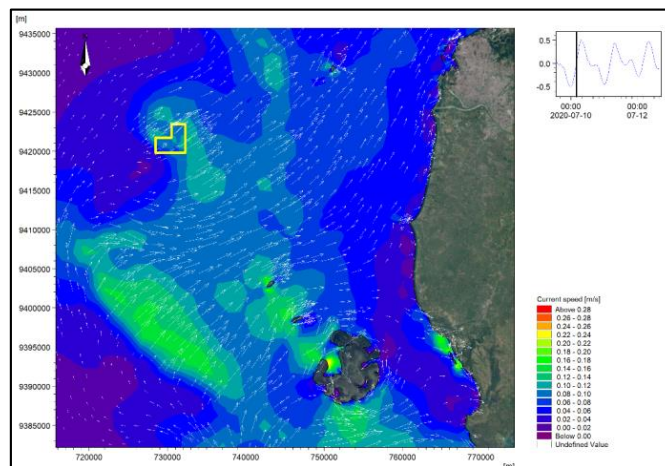 [m]
9435000
9430000
9425000
9420000
9415000
9410000
9405000
9400000
9395000
9390000
9385000
720000 730000 740000 750000 760000 770000
[m]
0.5
0.0
-0.5
00:00 00:00
2020-07-10 07-12
Current speed [m/s]
Above 0.28
0.26 - 0.28
0.24 - 0.26
0.22 - 0.24
0.20 - 0.22
0.18 - 0.20
0.16 - 0.18
0.14 - 0.16
0.12 - 0.14
0.10 - 0.12
0.08 - 0.10
0.06 - 0.08
0.04 - 0.06
0.02 - 0.04
0.00 - 0.02
Below 0.00
Undefined Value